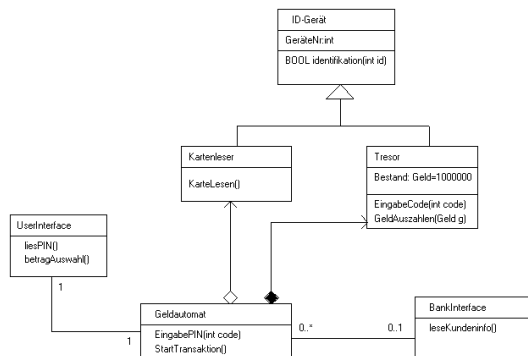 ID-Gerät
GeräteNr:int
BOOL identifikation(int id)
Kartenleser
KarteLesen()
Tresor
Bestand: Geld=1000000
EingabeCode(int code)
GeldAuszahlen(Geld g)
UserInterface
liesPIN()
betragAuswahl()
1
1
Geldautomat
EingabePIN(int code)
StartTransaktion()
0..*
0..1
BankInterface
leseKundeninfo()